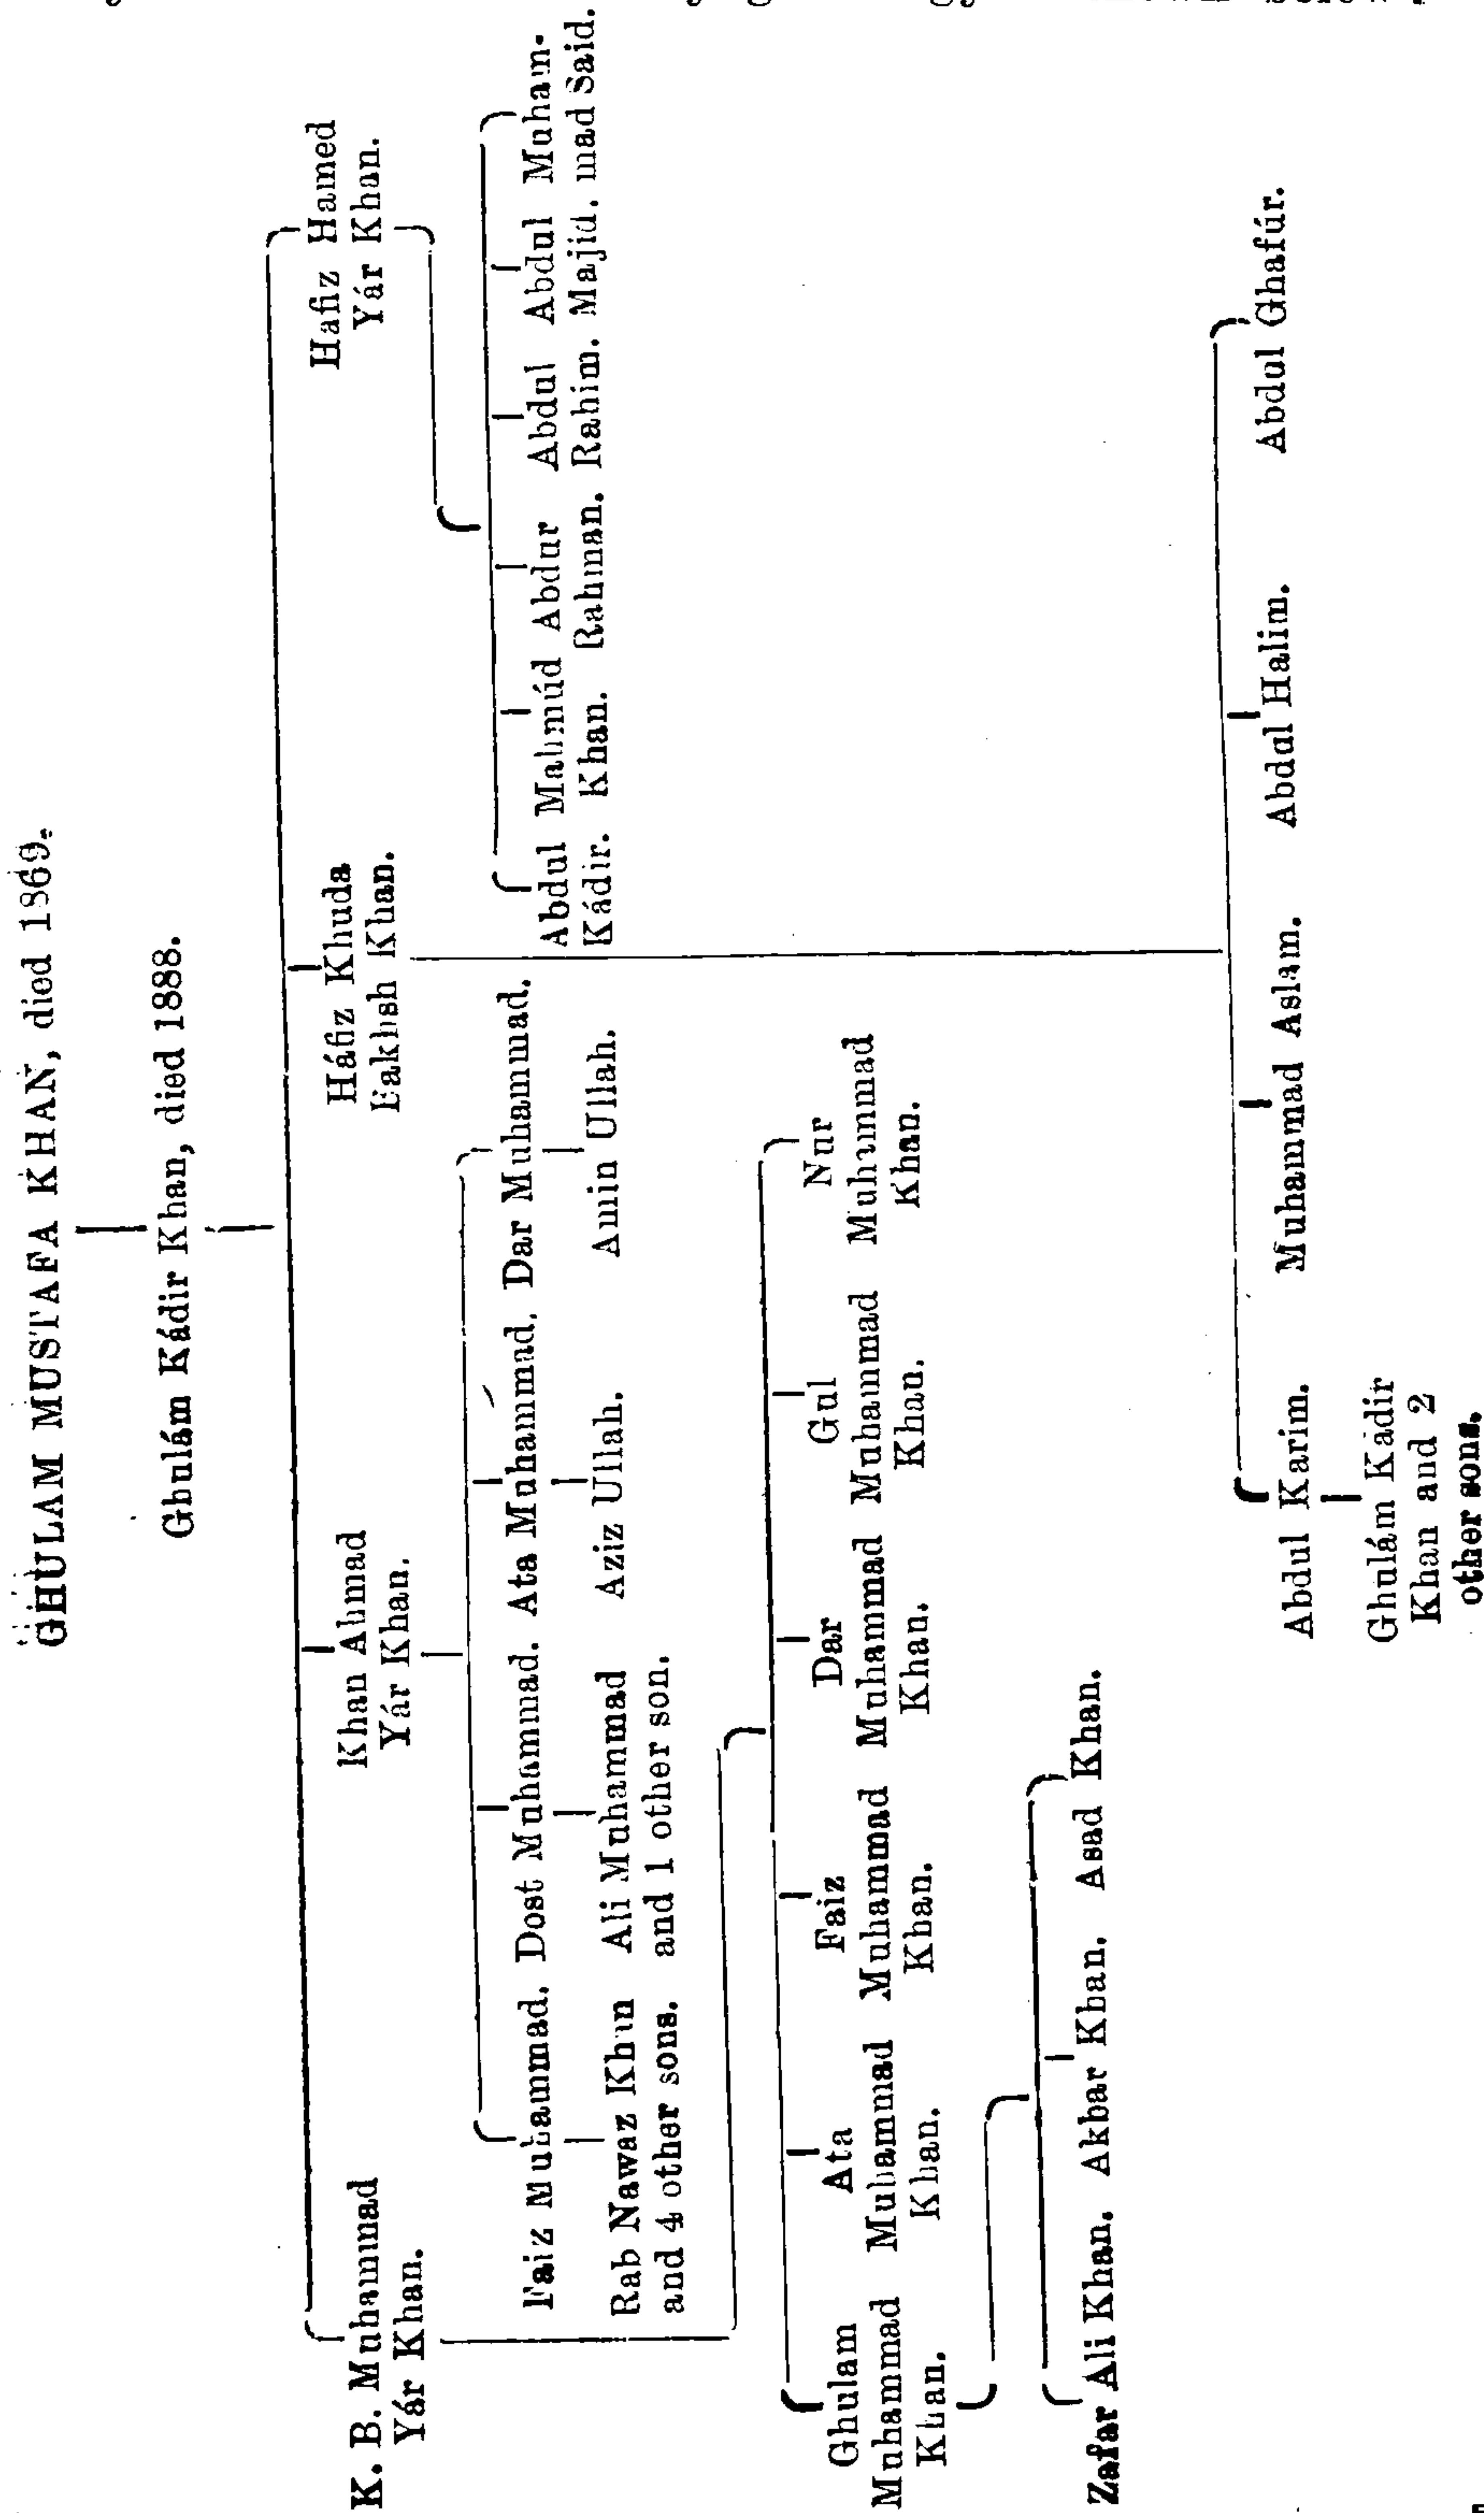 GHULAM MUSTAFA KHAN, died 1869.
Ghulám Kádir Khan, died 1888.
K. B. Muhammad
Yár Khan.
Khan Ahmad
Yár Khan.
Háfiz Khuda
Bakhsh Khan.
Hafiz Hamed
Yár Khan.
Faiz Muhammad. Dost Muhammad. Ata Muhammad. Dar Muhammad.
Rab Nawaz Khan
and 4 other sons.
Ali Muhammad
and 1 other son.
Aziz Ullah.
Amin Ullah.
Abdul Mahmúd Abdur Abdul Abdul Muham-
Kádir. Khan. Rahman. Rahim. Majid. mad Said.
Ghulam
Muhammad
Khan.
Ata
Muhammad
Khan.
Faiz
Muhammad
Khan.
Dar
Muhammad
Khan.
Gul
Muhammad
Khan.
Nur
Muhammad
Khan.
Zafar Ali Khan. Akbar Khan. Asad Khan.
Abdul Karim. Muhammad Aslam. Abdul Halim. Abdul Ghafúr.
Ghulám Kádir
Khan and 2
other sons.